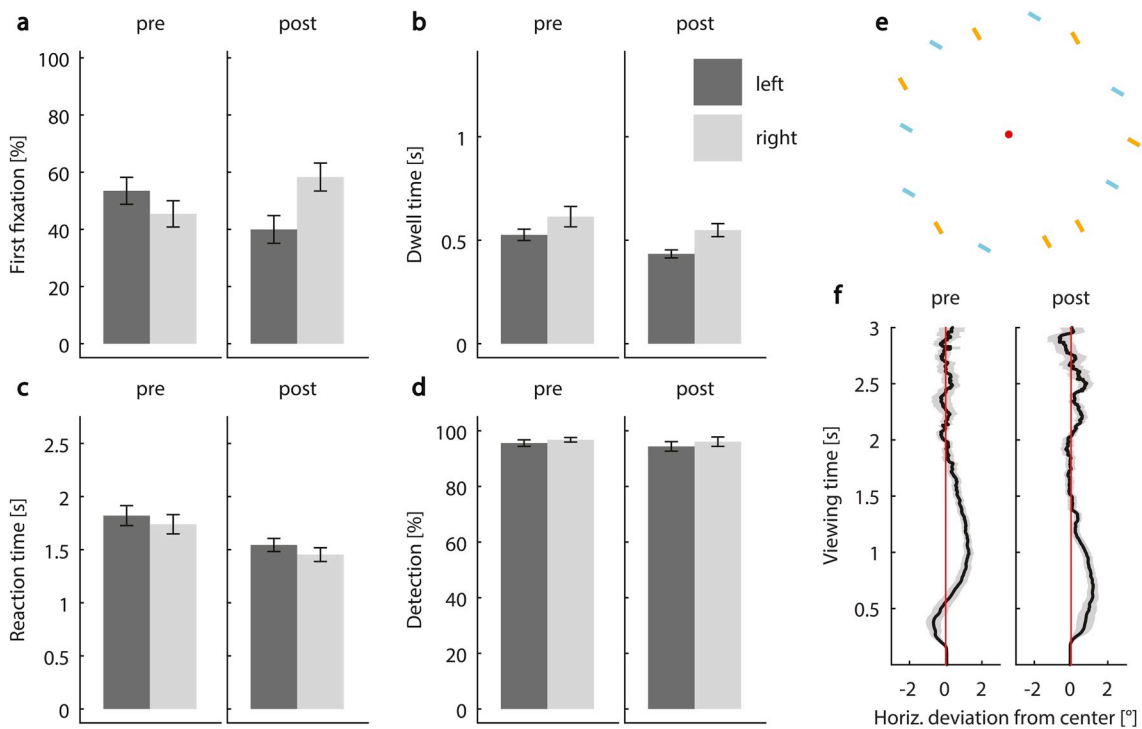 a
pre
post
100
80
60
40
20
0
First fixation [%]
b
pre
post
1
0.5
0
Dwell time [s]
left
right
c
pre
post
2.5
2
1.5
1
0.5
0
Reaction time [s]
d
pre
post
100
80
60
40
20
0
Detection [%]
e
f
pre
post
3
2.5
2
1.5
1
0.5
Viewing time [s]
-2 0 2
-2 0 2
Horiz. deviation from center [°]